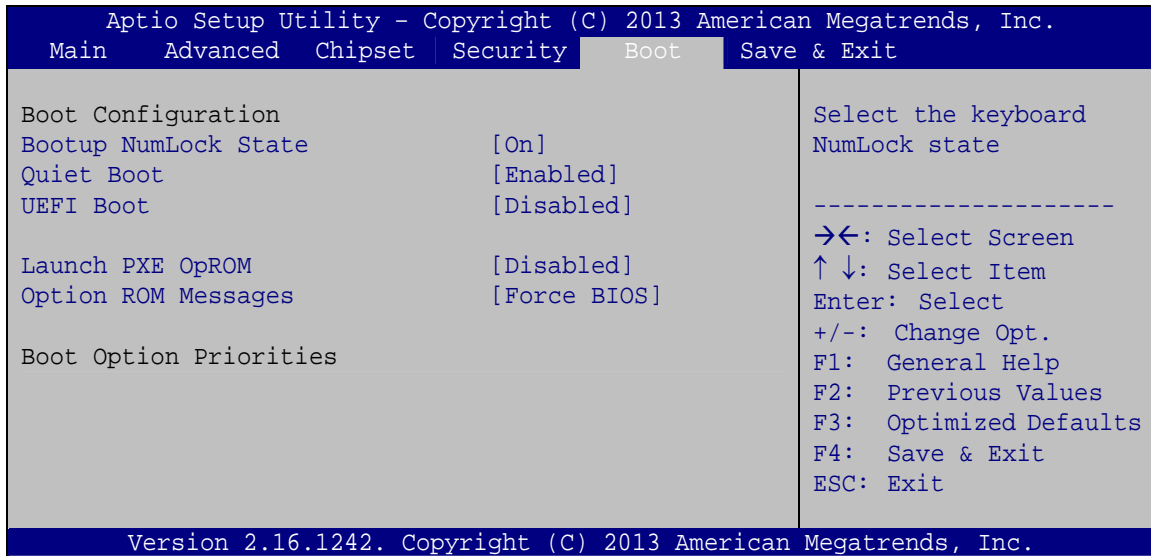 Aptio Setup Utility – Copyright (C) 2013 American Megatrends, Inc.
Main Advanced Chipset Security Boot Save & Exit
Boot Configuration
Bootup NumLock State [On]
Quiet Boot [Enabled]
UEFI Boot [Disabled]
Launch PXE OpROM [Disabled]
Option ROM Messages [Force BIOS]
Boot Option Priorities
Select the keyboard
NumLock state
---------------------
→←: Select Screen
↑ ↓: Select Item
Enter: Select
+/-: Change Opt.
F1: General Help
F2: Previous Values
F3: Optimized Defaults
F4: Save & Exit
ESC: Exit
Version 2.16.1242. Copyright (C) 2013 American Megatrends, Inc.